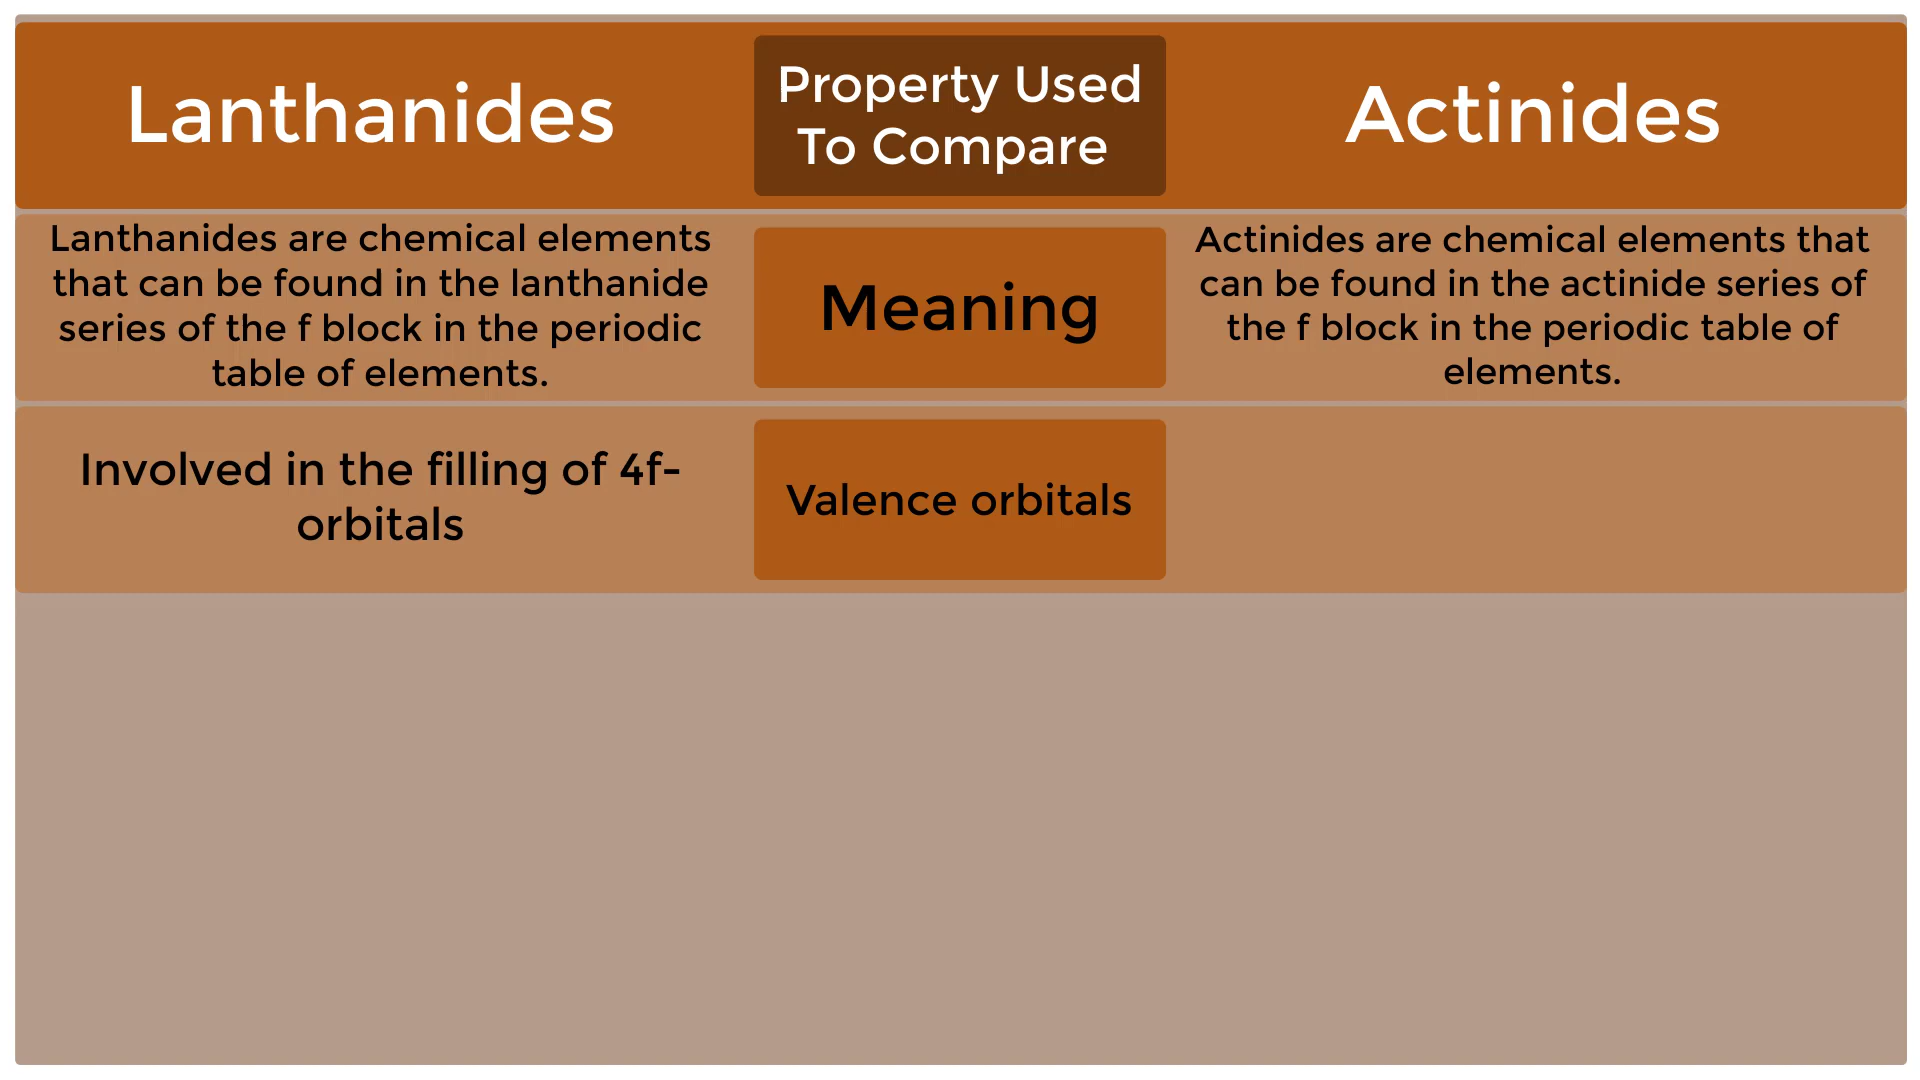 Lanthanides
Property Used
To Compare
Actinides
Lanthanides are chemical elements
that can be found in the lanthanide
series of the f block in the periodic
table of elements.
Meaning
Actinides are chemical elements that
can be found in the actinide series of
the f block in the periodic table of
elements.
Involved in the filling of 4f-
orbitals
Valence orbitals